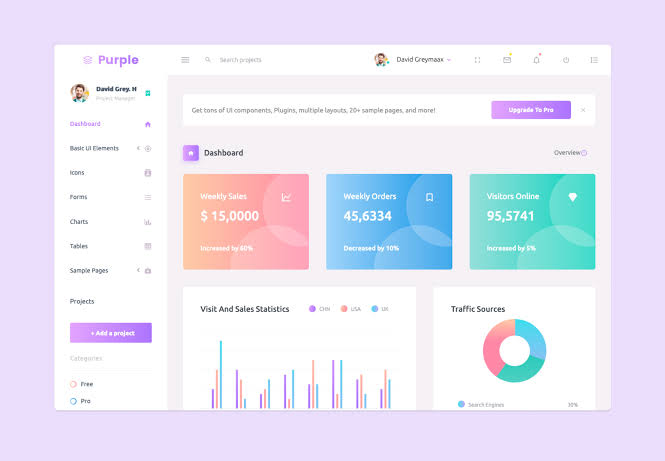 Purple
Search projects
David Greymaax
David Grey. H
Project Manager
Dashboard
Basic UI Elements
Icons
Forms
Charts
Tables
Sample Pages
Projects
+ Add a project
Categories
Free
Pro
Get tons of UI components, Plugins, multiple layouts, 20+ sample pages, and more!
Upgrade To Pro
Dashboard
Overview
Weekly Sales
$ 15,0000
Increased by 60%
Weekly Orders
45,6334
Decreased by 10%
Visitors Online
95,5741
Increased by 5%
Visit And Sales Statistics
CHN
USA
UK
Traffic Sources
Search Engines
30%